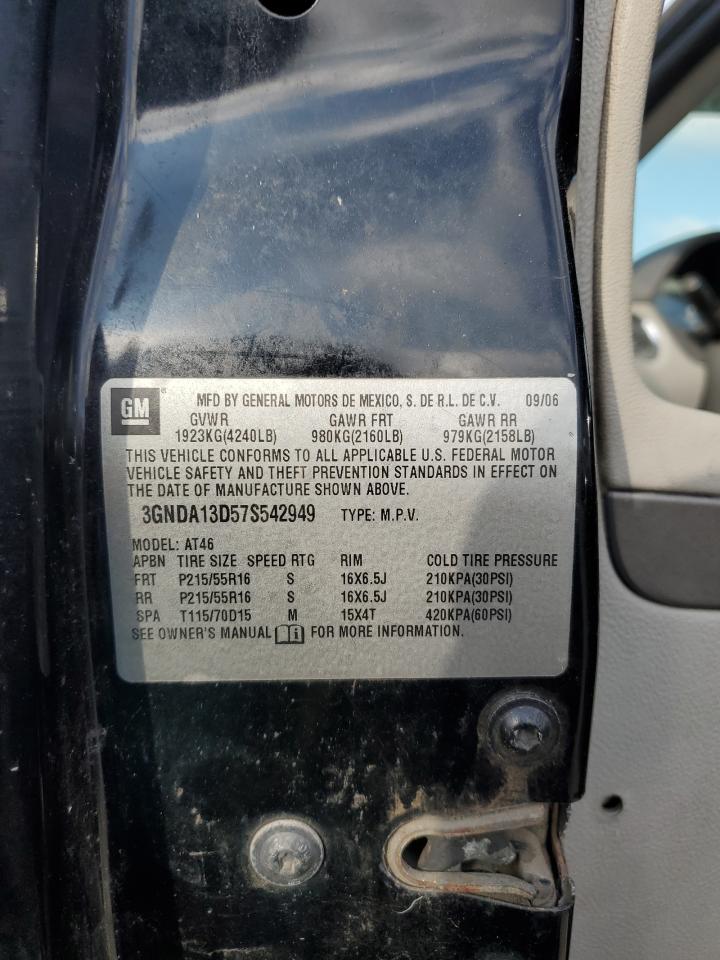 GM ® MFD BY GENERAL MOTORS DE MEXICO, S. DE R.L. DE C.V. 09/06
GVWR GAWR FRT GAWR RR
1923KG(4240LB) 980KG(2160LB) 979KG(2158LB)
THIS VEHICLE CONFORMS TO ALL APPLICABLE U.S. FEDERAL MOTOR
VEHICLE SAFETY AND THEFT PREVENTION STANDARDS IN EFFECT ON
THE DATE OF MANUFACTURE SHOWN ABOVE.
3GNDA13D57S542949 TYPE: M.P.V.
MODEL: AT46
APBN TIRE SIZE SPEED RTG RIM COLD TIRE PRESSURE
FRT P215/55R16 S 16X6.5J 210KPA(30PSI)
RR P215/55R16 S 16X6.5J 210KPA(30PSI)
SPA T115/70D15 M 15X4T 420KPA(60PSI)
SEE OWNER'S MANUAL i FOR MORE INFORMATION.